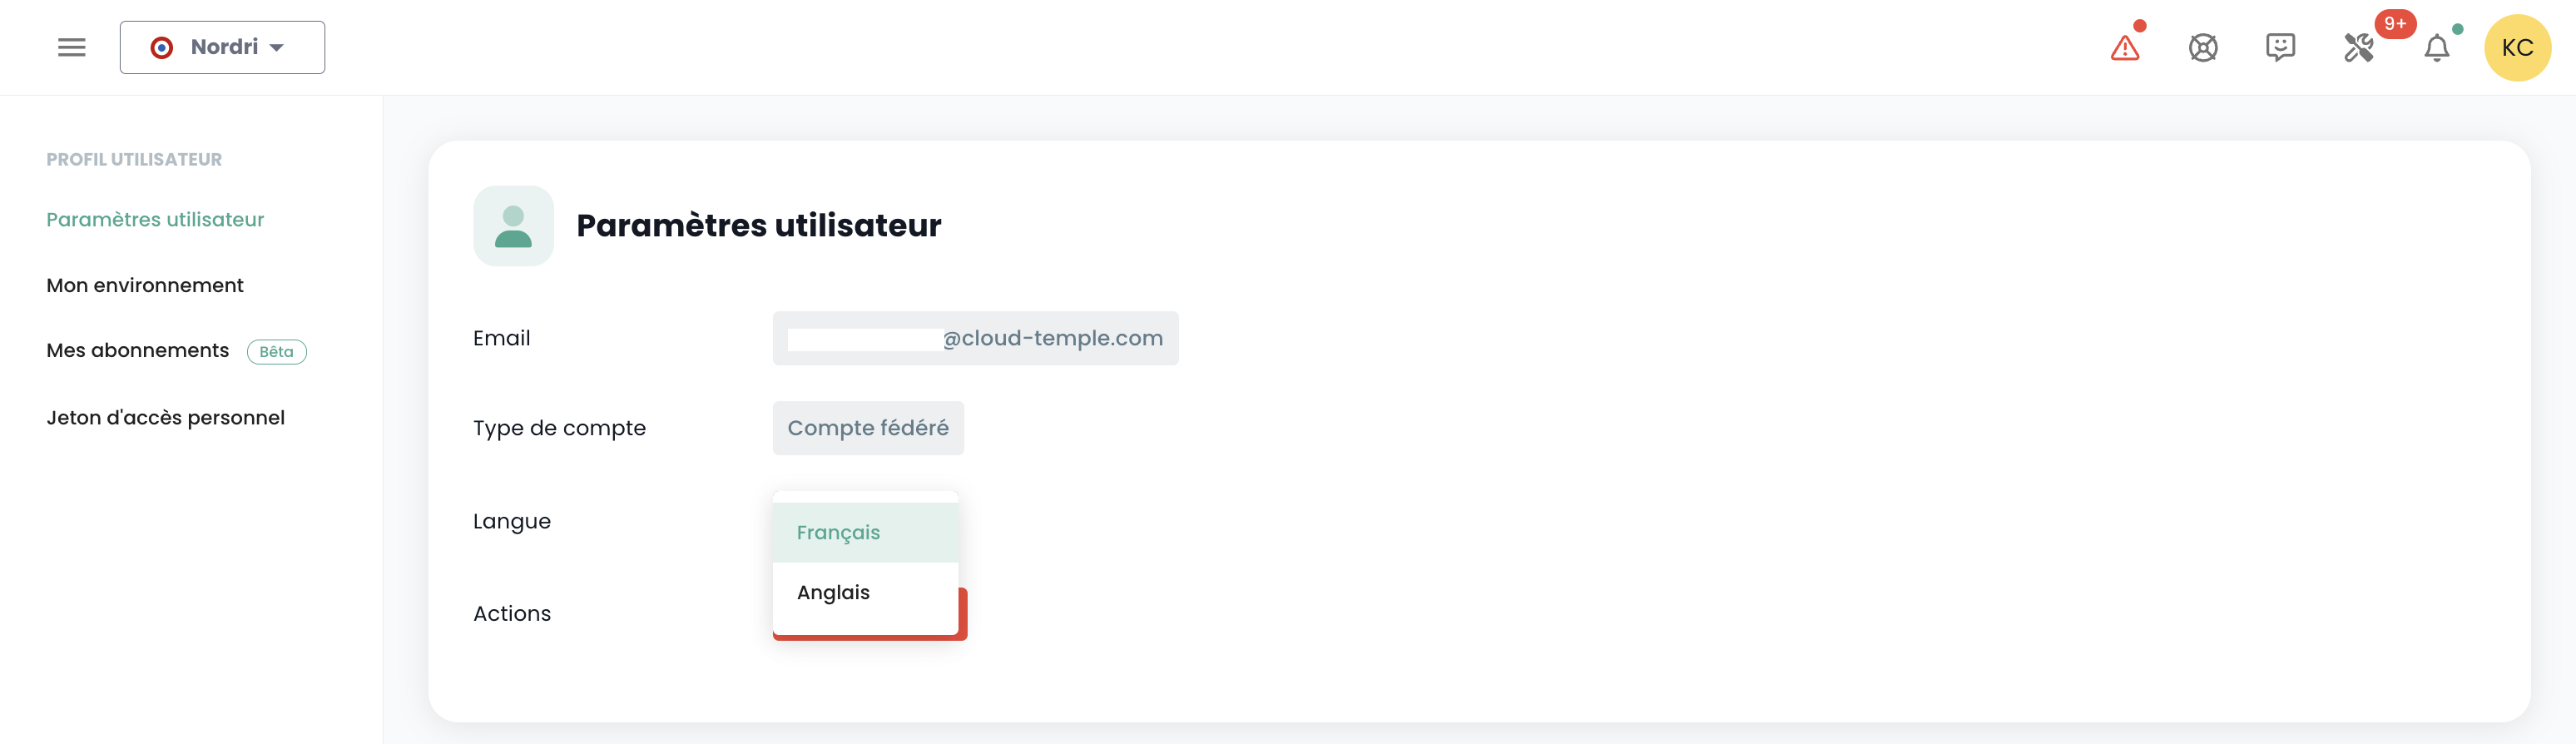 Nordri
9+
KC
PROFIL UTILISATEUR
Paramètres utilisateur
Mon environnement
Mes abonnements Bêta
Jeton d'accès personnel
Paramètres utilisateur
Email @cloud-temple.com
Type de compte Compte fédéré
Langue
Français
Anglais
Actions